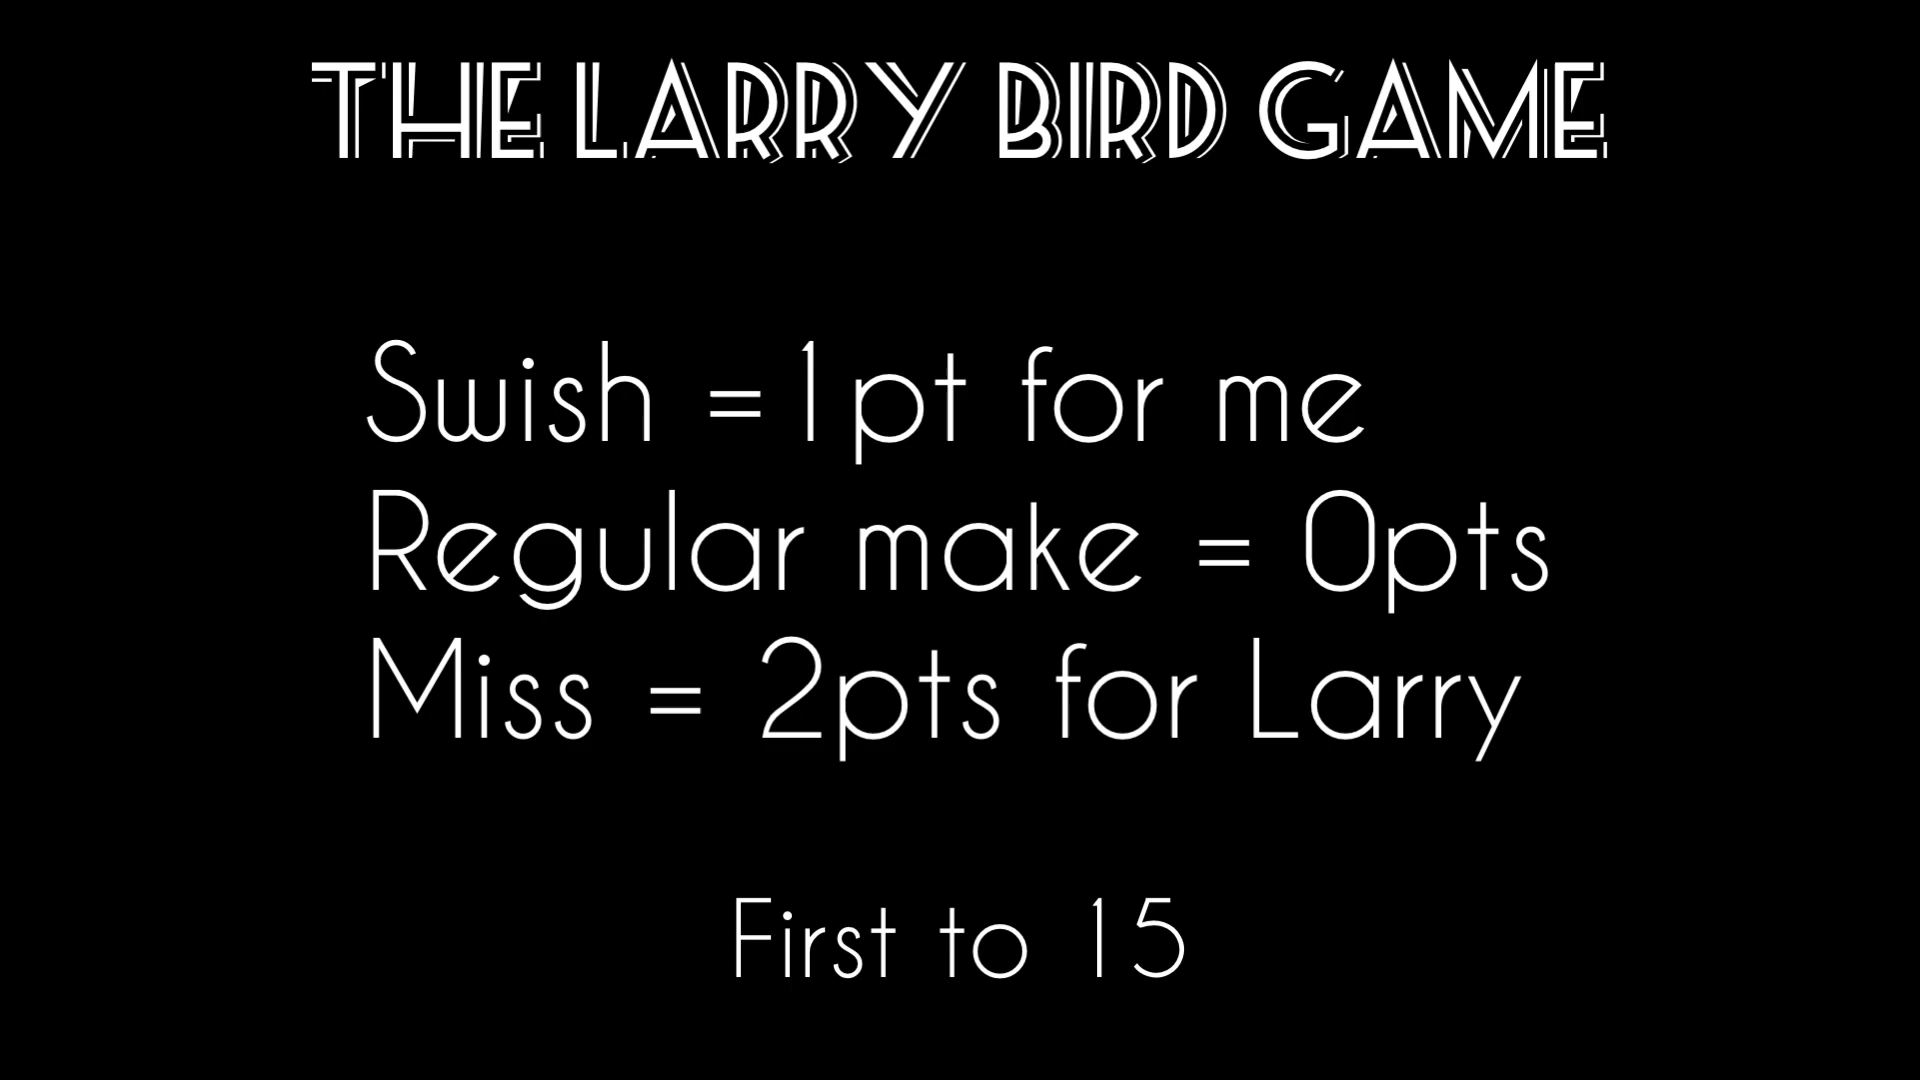 THE LARRY BIRD GAME
Swish = 1pt for me
Regular make = 0pts
Miss = 2pts for Larry
First to 15